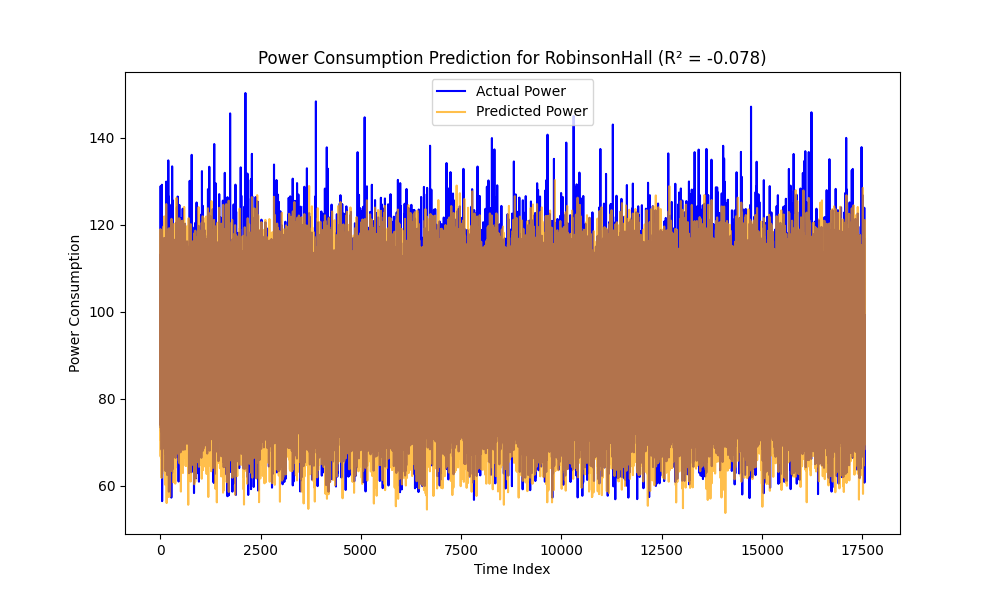 Power Consumption Prediction for RobinsonHall (R² = -0.078)
Actual Power
Predicted Power
Power Consumption
140
120
100
80
60
0 2500 5000 7500 10000 12500 15000 17500
Time Index